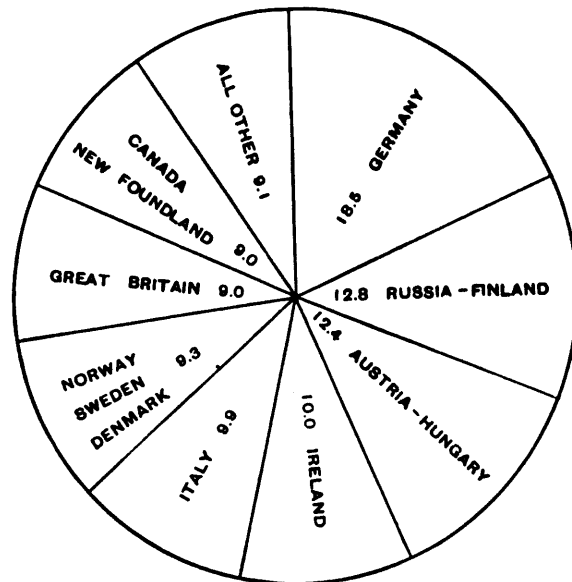 18.5 GERMANY
12.8 RUSSIA-FINLAND
12.4 AUSTRIA-HUNGARY
10.0 IRELAND
ITALY 9.9
NORWAY 9.3
SWEDEN
DENMARK
GREAT BRITAIN 9.0
CANADA
NEW FOUNDLAND 9.0
ALL OTHER 9.1